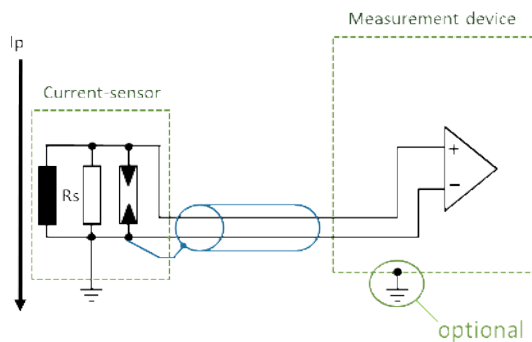 Measurement device
Ip
Current-sensor
Rs
+
−
optional